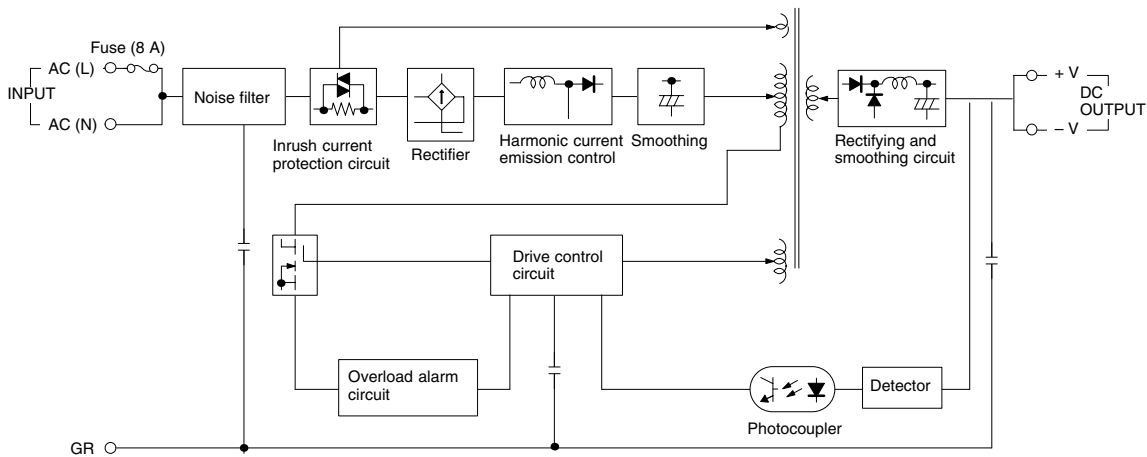 Fuse (8 A)
AC (L)
INPUT
AC (N)
Noise filter
Inrush current
protection circuit
Rectifier
Harmonic current
emission control
Smoothing
Rectifying and
smoothing circuit
+ V
DC
OUTPUT
– V
Drive control
circuit
Overload alarm
circuit
Photocoupler
Detector
GR